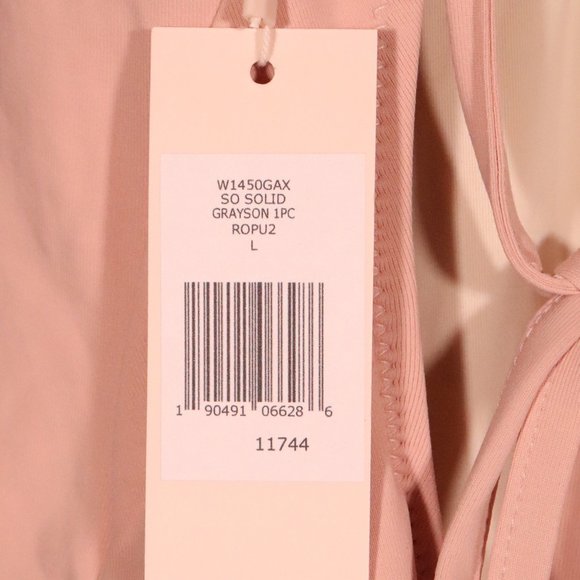 W1450GAX
SO SOLID
GRAYSON 1PC
ROPU2
L
1 90491 06628 6
11744